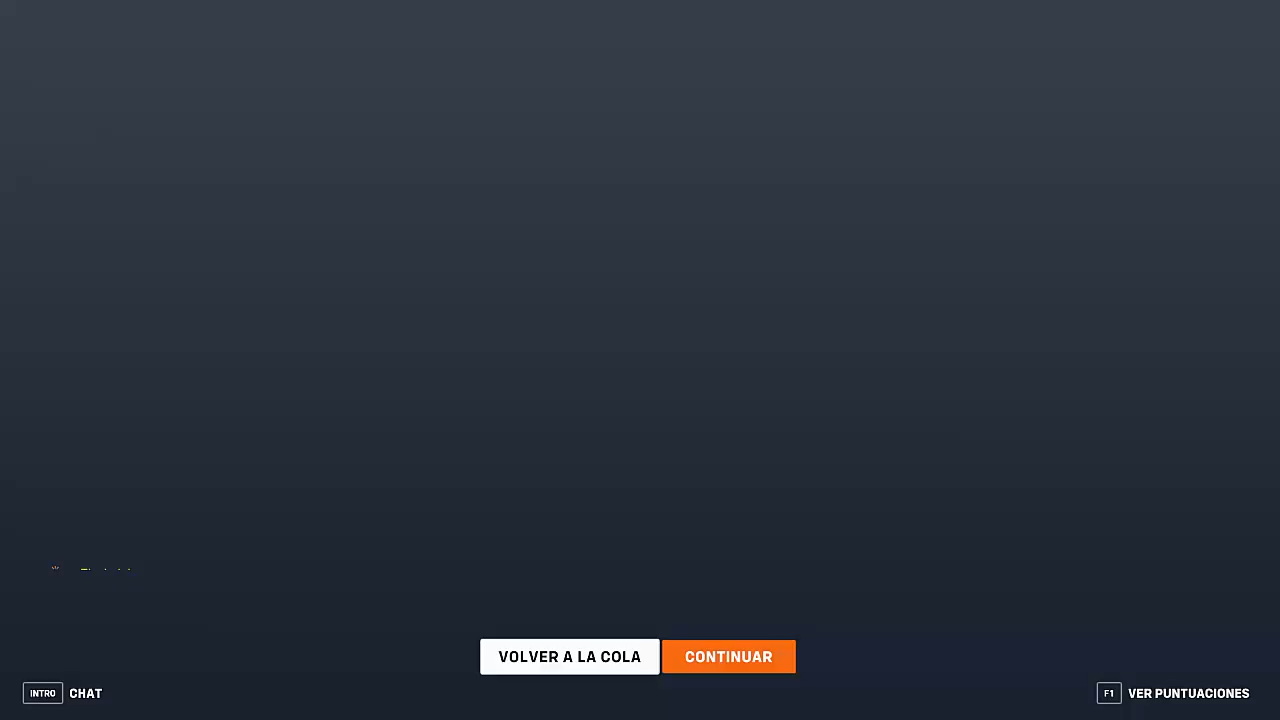 VOLVER A LA COLA CONTINUAR
INTRO CHAT F1 VER PUNTUACIONES